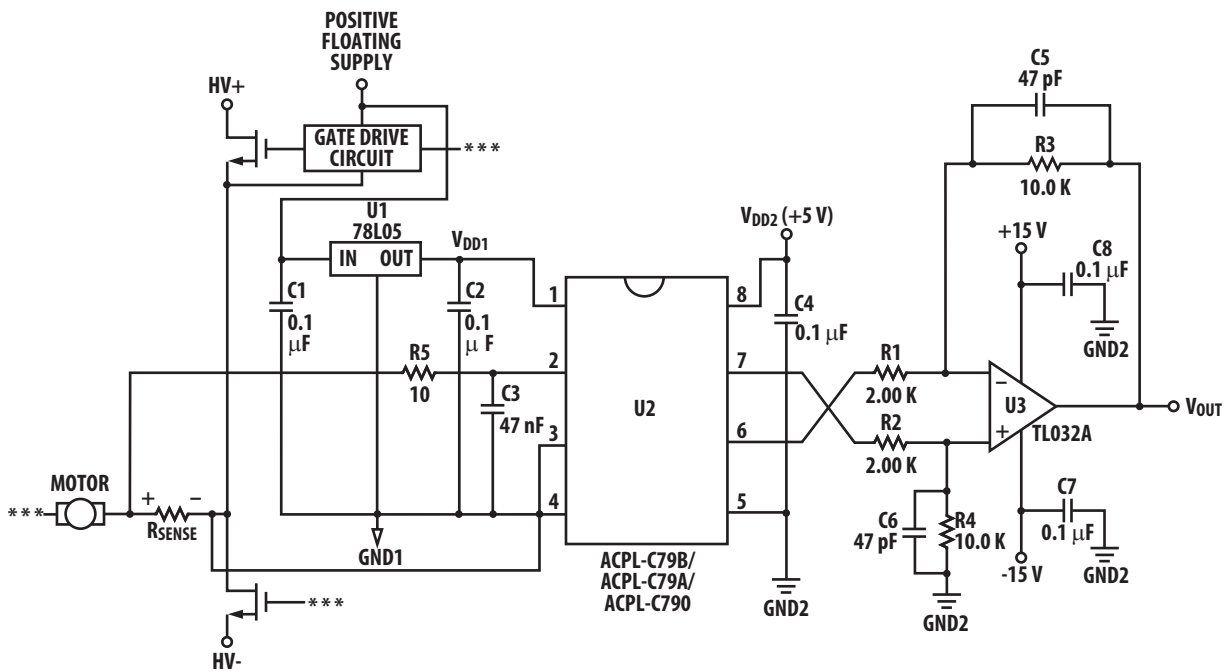 POSITIVE
FLOATING
SUPPLY
HV+
GATE DRIVE
CIRCUIT
***
U1
78L05
IN OUT
VDD1
C1
0.1
μF
C2
0.1
μ F
R5
10
C3
47 nF
MOTOR
***
+ −
RSENSE
GND1
***
HV-
1
2
3
4
U2
8
7
6
5
ACPL-C79B/
ACPL-C79A/
ACPL-C790
VDD2 (+5 V)
C4
0.1 μF
GND2
R1
2.00 K
R2
2.00 K
C5
47 pF
R3
10.0 K
+15 V
C8
0.1 μF
GND2
−
U3
+
TL032A
VOUT
C6
47 pF
R4
10.0 K
GND2
C7
0.1 μF
-15 V
GND2